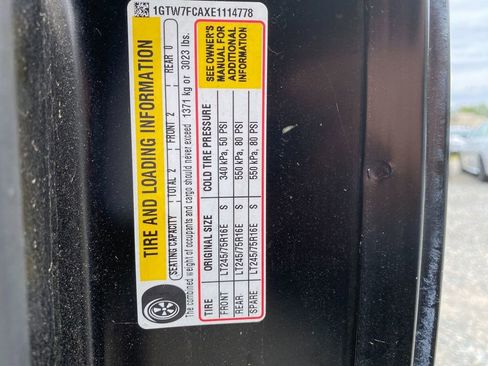 1GTW7FCAXE1114778
TIRE AND LOADING INFORMATION
SEATING CAPACITY TOTAL 2 FRONT 2 REAR 0
The combined weight of occupants and cargo should never exceed 1371 kg or 3023 lbs.
TIRE ORIGINAL SIZE COLD TIRE PRESSURE
FRONT LT245/75R16E S 340 kPa, 50 PSI
REAR LT245/75R16E S 550 kPa, 80 PSI
SPARE LT245/75R16E S 550 kPa, 80 PSI
SEE OWNER'S
MANUAL FOR
ADDITIONAL
INFORMATION